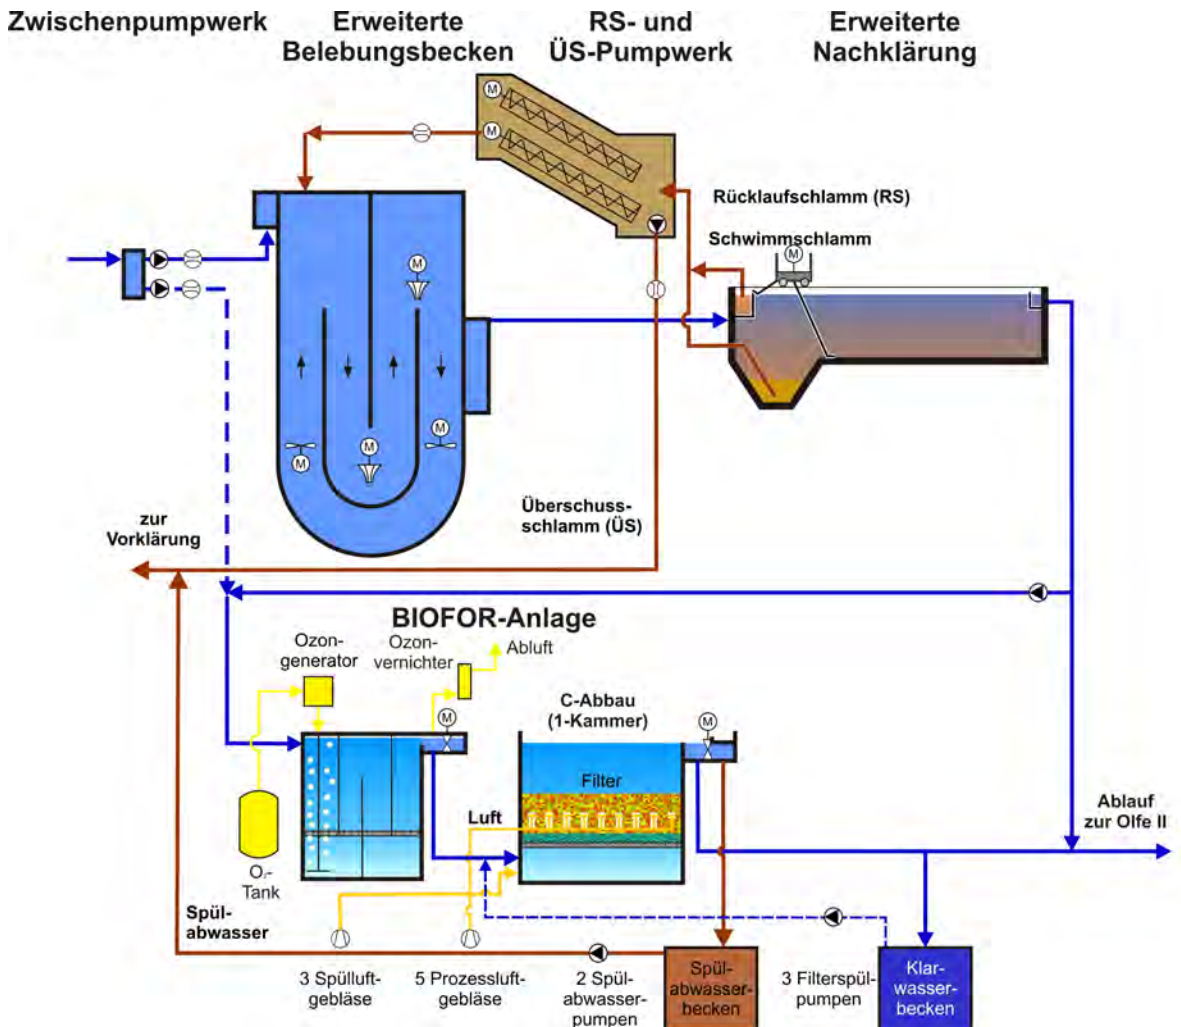 Zwischenpumpwerk
Erweiterte
Belebungsbecken
RS- und
ÜS-Pumpwerk
Erweiterte
Nachklärung
M
M
Rücklaufschlamm (RS)
Schwimmschlamm
M
M
M
M
M
Überschuss-
schlamm (ÜS)
zur
Vorklärung
BIOFOR-Anlage
Ozon-
generator
Ozon-
vernichter
Abluft
C-Abbau
(1-Kammer)
M
M
Filter
Luft
Ablauf
zur Olfe II
O₂-
Tank
Spül-
abwasser
3 Spülluft-
gebläse
5 Prozessluft-
gebläse
2 Spül-
abwasser-
pumpen
Spül-
abwasser-
becken
3 Filterspül-
pumpen
Klar-
wasser-
becken